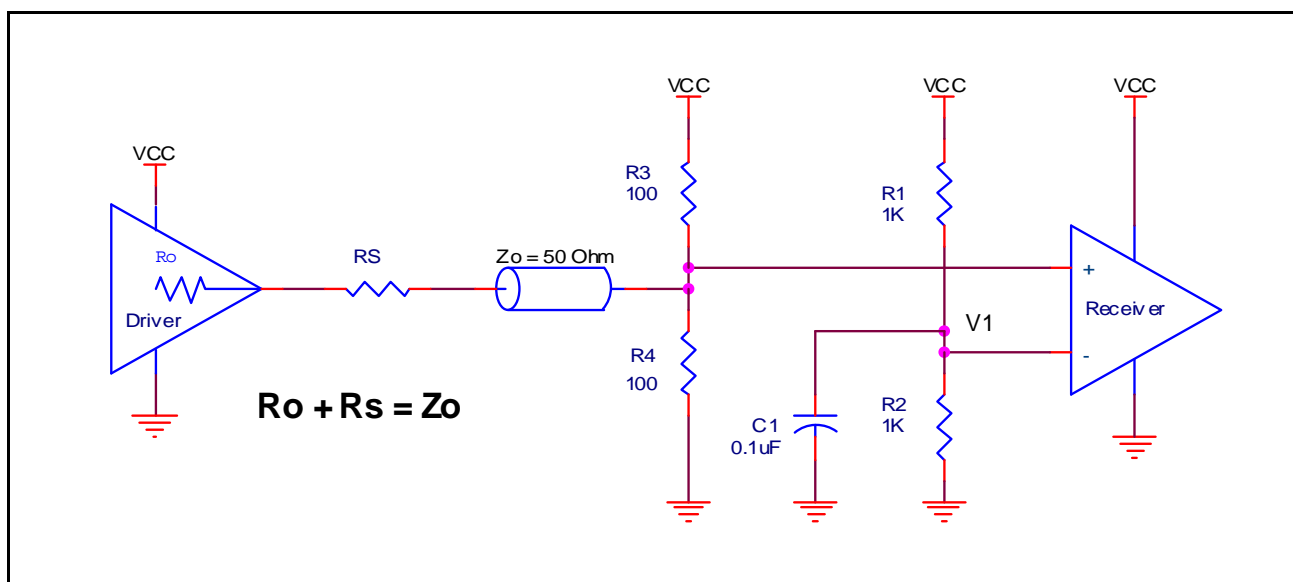 VCC
VCC
VCC
VCC
R3
100
R1
1K
Ro
RS
Zo = 50 Ohm
+
Driver
Receiver
V1
-
R4
100
R2
1K
Ro + Rs = Zo
C1
0.1uF